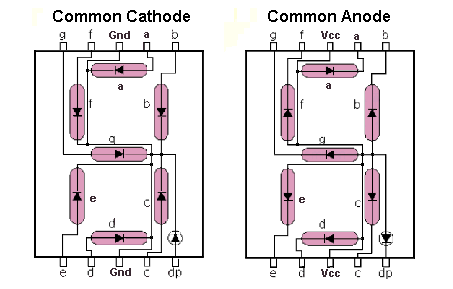 Common Cathode Common Anode
g f Gnd a b g f Vcc a b
a a
f b f b
g g
e c e c
d d
e d Gnd c dp e d Vcc c dp